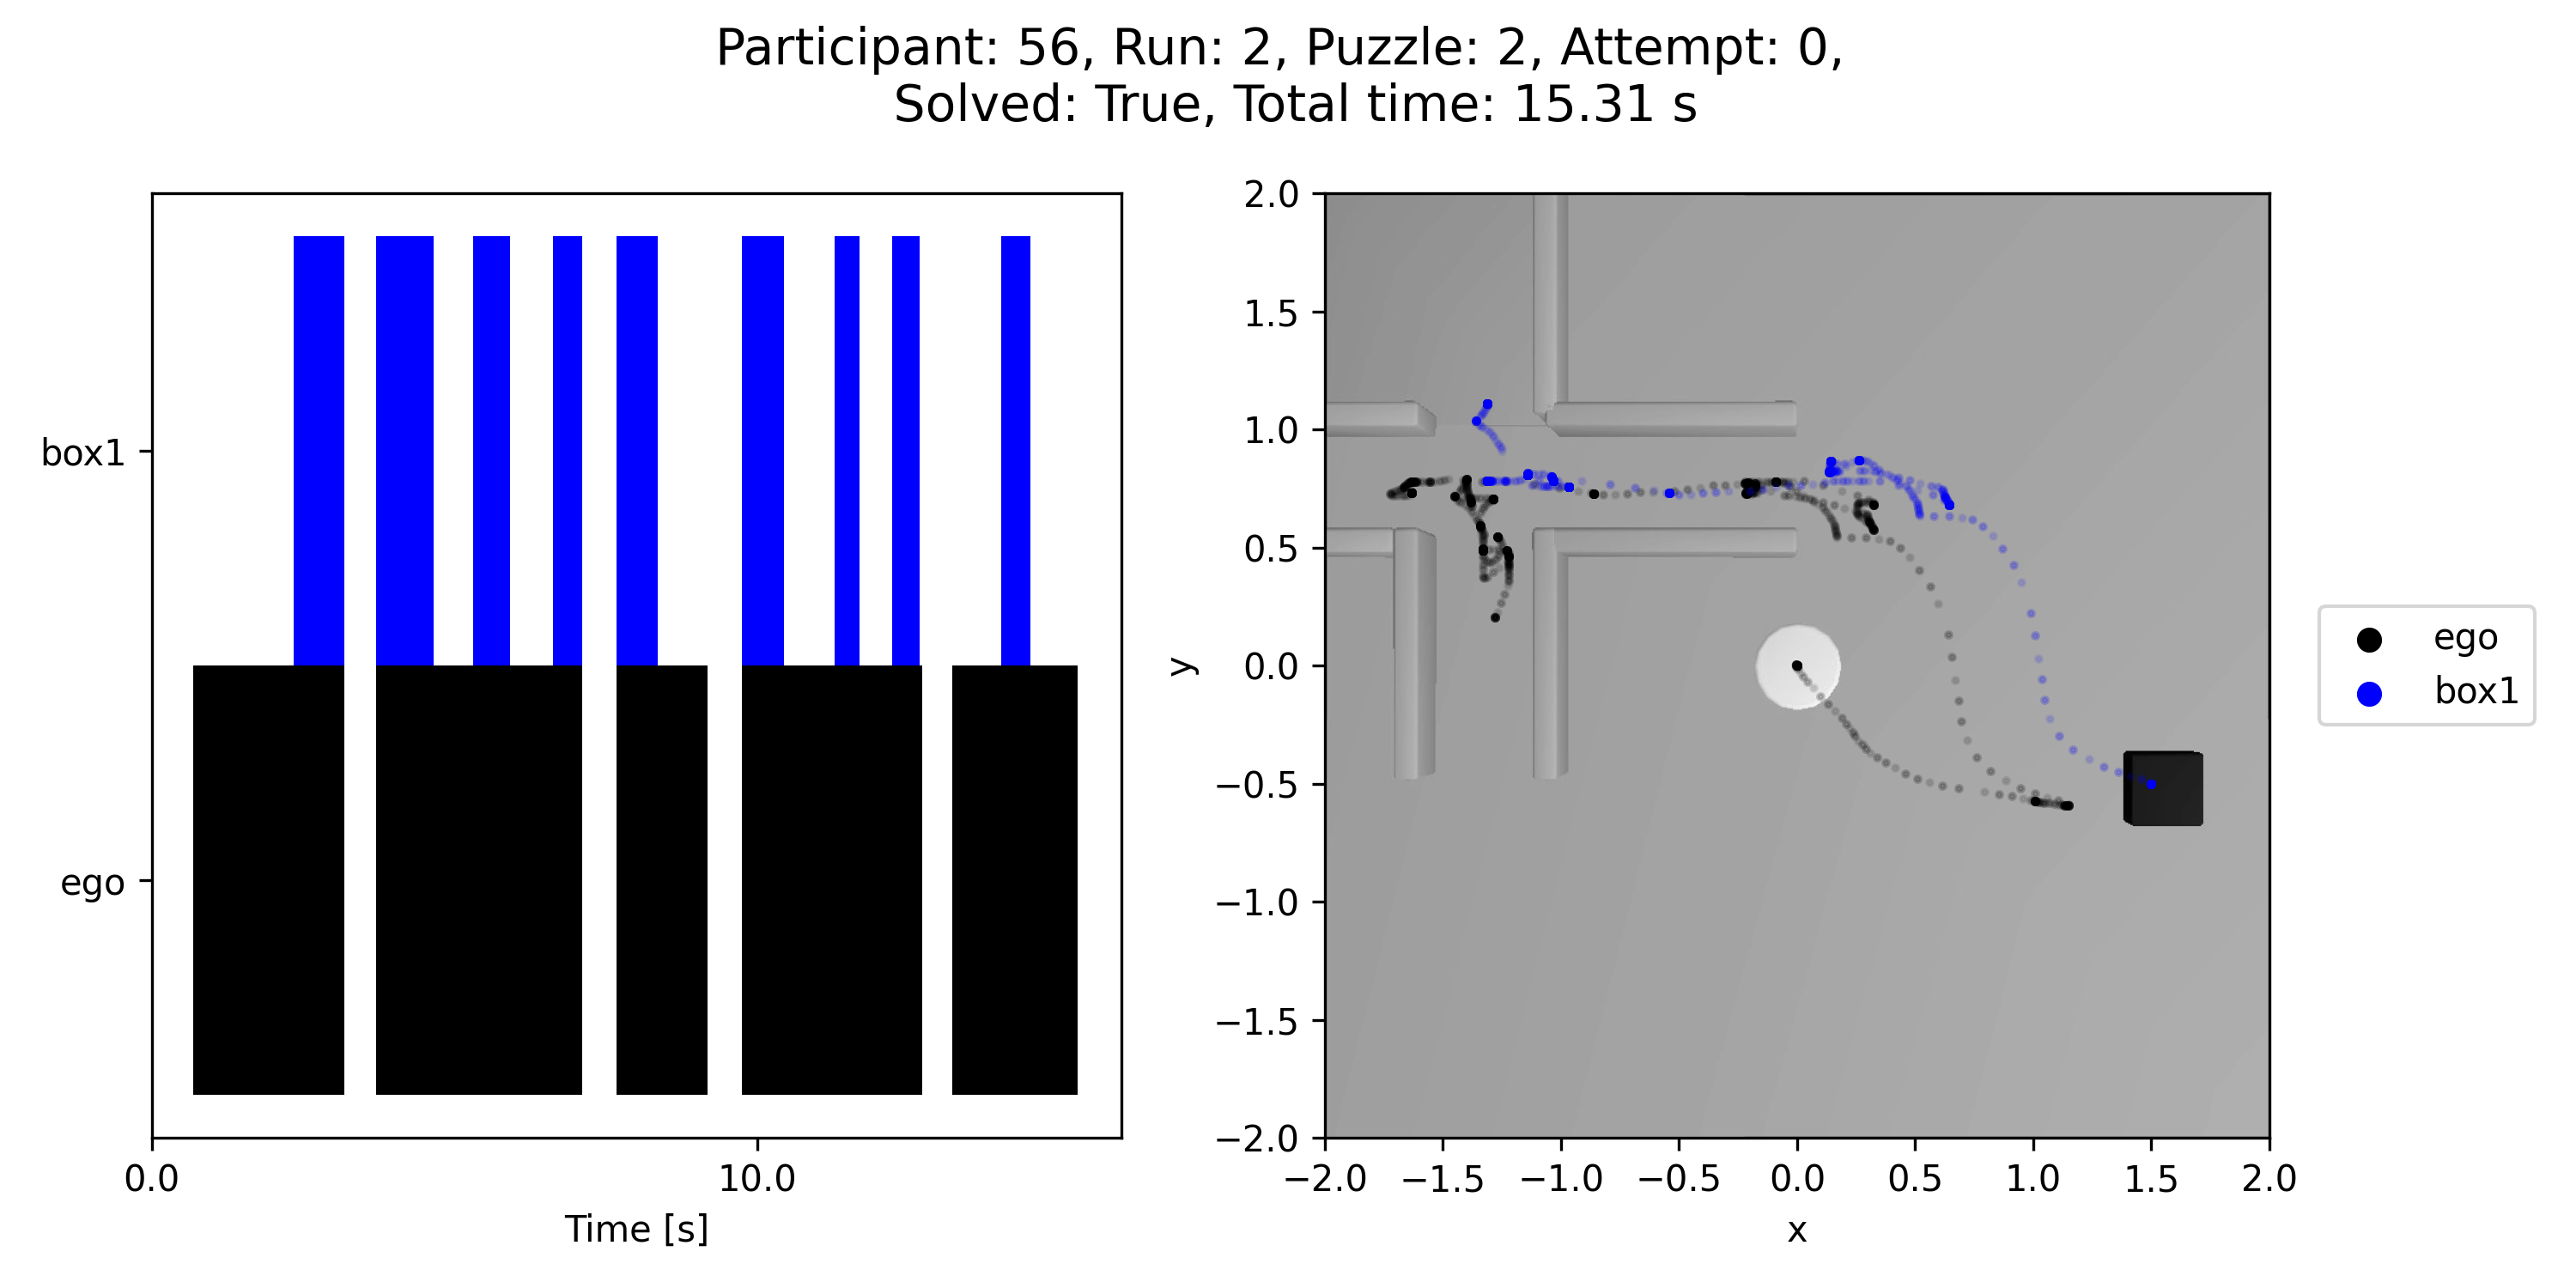 Participant: 56, Run: 2, Puzzle: 2, Attempt: 0,
Solved: True, Total time: 15.31 s
box1
ego
0.0
10.0
Time [s]
2.0
1.5
1.0
0.5
0.0
−0.5
−1.0
−1.5
−2.0
y
−2.0
−1.5
−1.0
−0.5
0.0
0.5
1.0
1.5
2.0
x
ego
box1